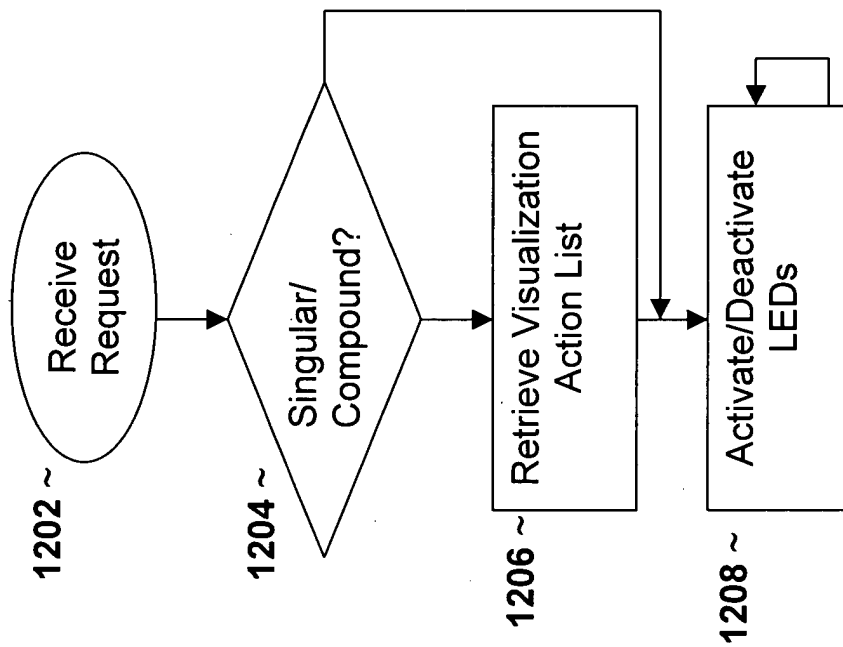 1202 ~
Receive
Request
1204 ~
Singular/
Compound?
1206 ~
Retrieve Visualization
Action List
1208 ~
Activate/Deactivate
LEDs